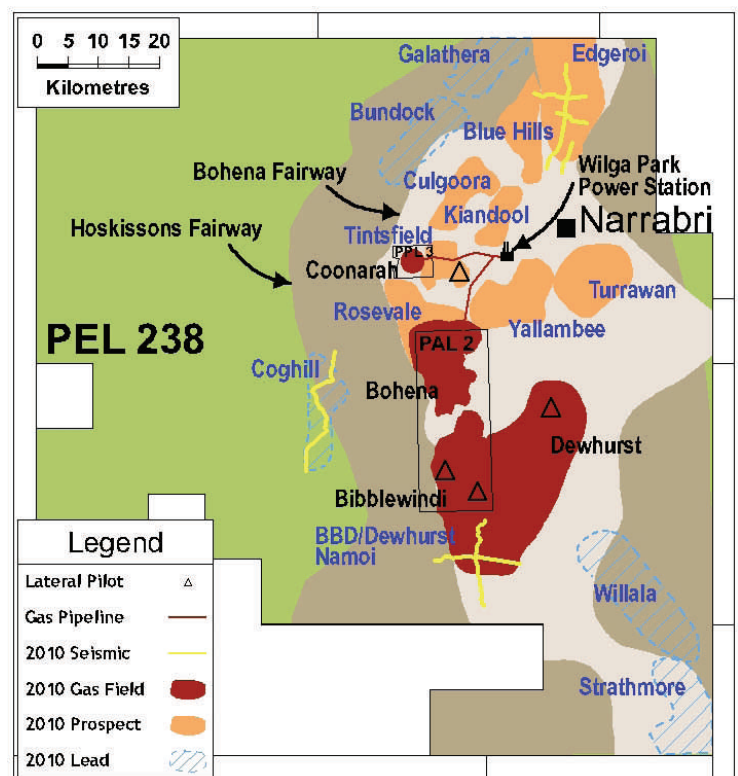 0 5 10 15 20
Kilometres
Galathera
Edgeroi
Bundock
Blue Hills
Bohena Fairway
Wilga Park
Power Station
Culgoora
Kiandool
Narrabri
Hoskissons Fairway
Tintsfield
PPL 3
Coonarah
Turrawan
Rosevale
Yallambee
PEL 238
PAL 2
Coghill
Bohena
Dewhurst
Bibblewindi
BBD/Dewhurst
Namoi
Willala
Strathmore
Legend
Lateral Pilot
Gas Pipeline
2010 Seismic
2010 Gas Field
2010 Prospect
2010 Lead